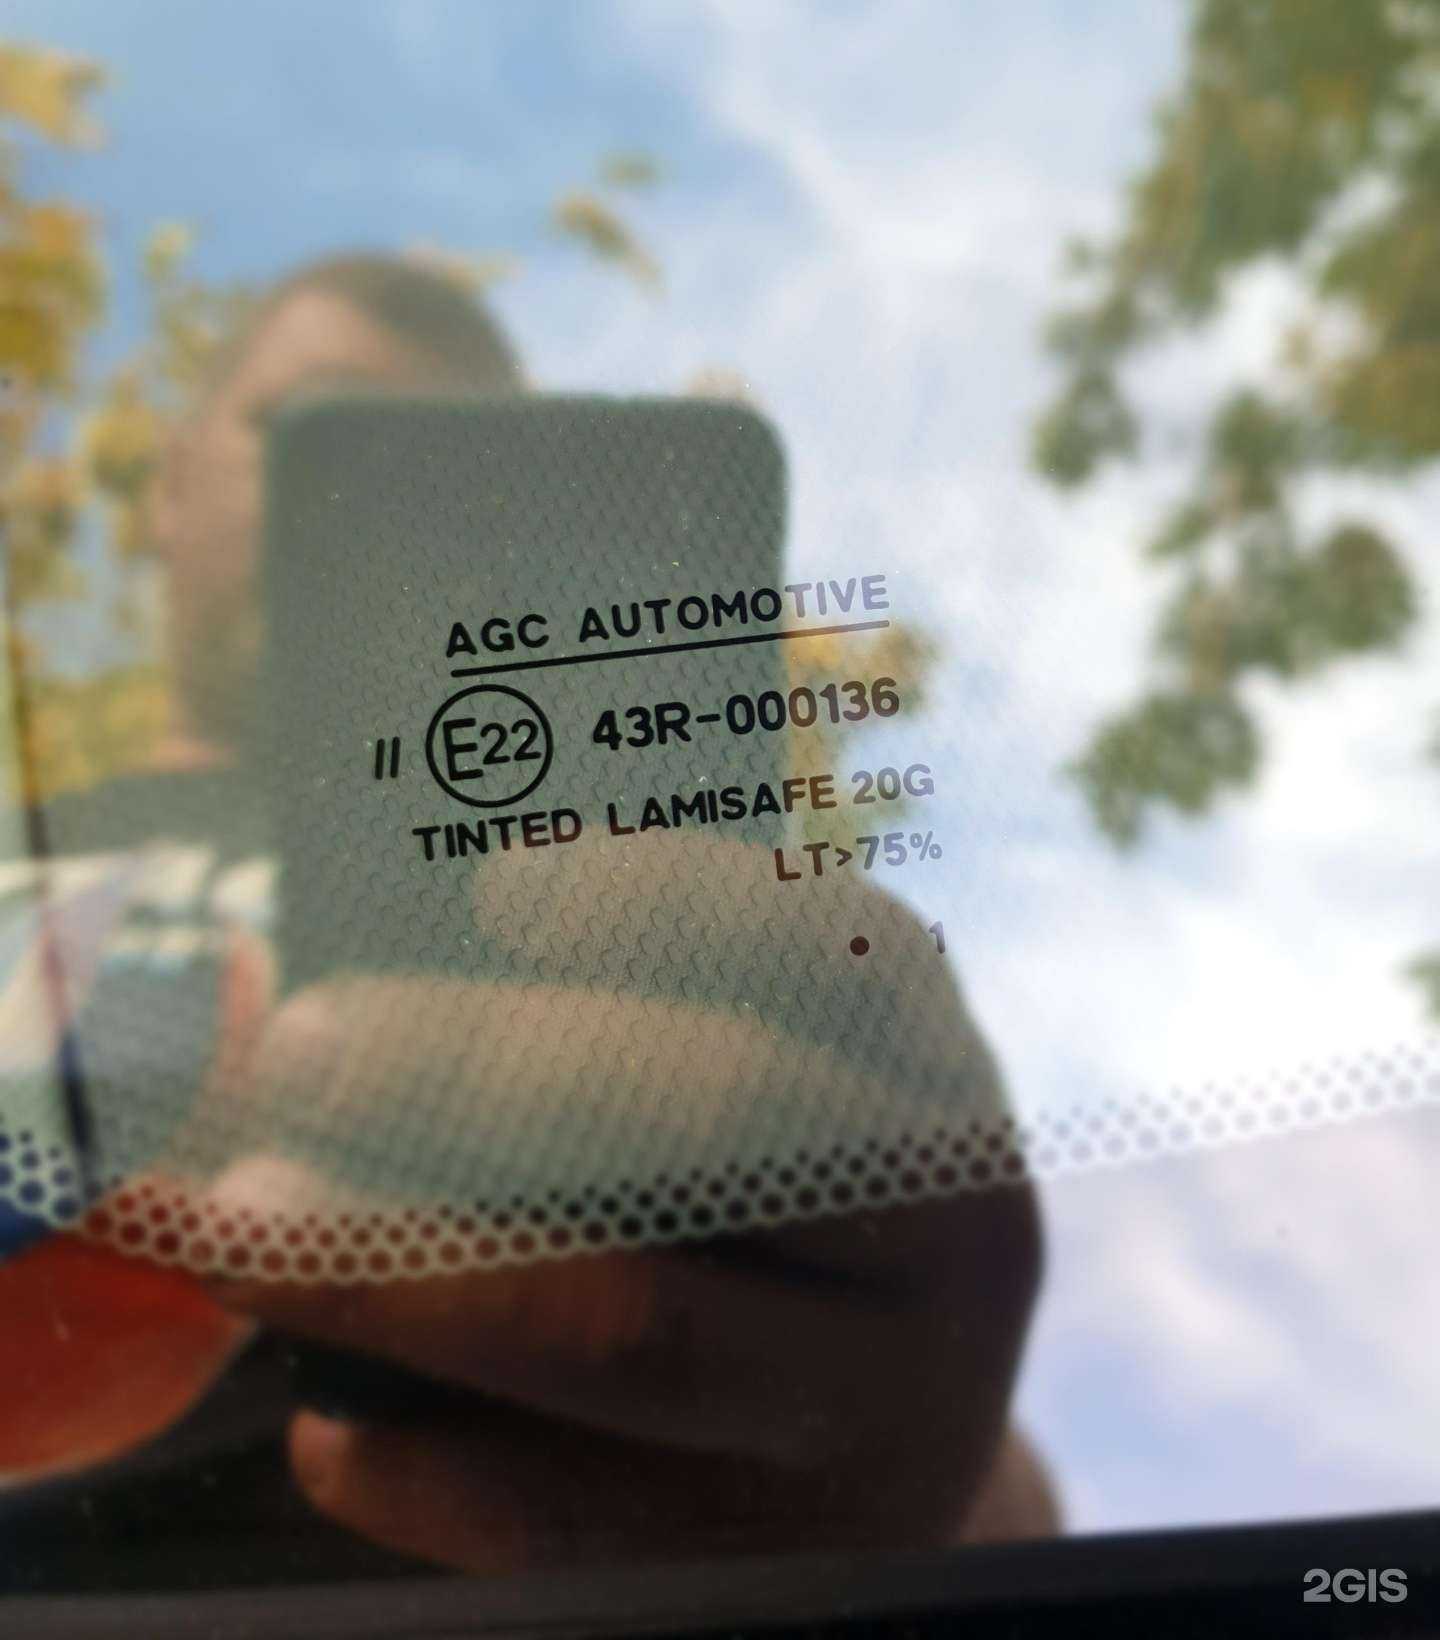 AGC AUTOMOTIVE
II E22 43R-000136
TINTED LAMISAFE 20G
LT>75%
• 1
2GIS